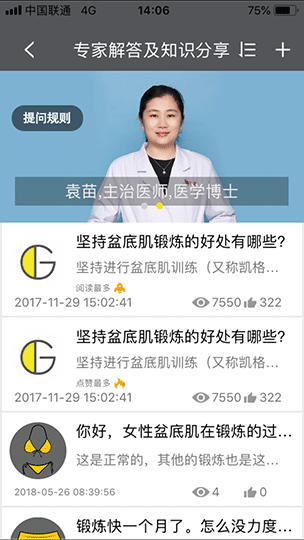 中国联通 4G 14:06 75%
专家解答及知识分享
提问规则
袁苗,主治医师,医学博士
坚持盆底肌锻炼的好处有哪些?
坚持进行盆底肌训练（又称凯格...
阅读最多
2017-11-29 15:02:41 7550 322
坚持盆底肌锻炼的好处有哪些?
坚持进行盆底肌训练（又称凯格...
点赞最多
2017-11-29 15:02:41 7550 322
你好，女性盆底肌在锻炼的过...
这是正常的，其他的锻炼也是这...
2018-05-26 08:39:56 4 0
锻炼快一个月了。怎么没力度...